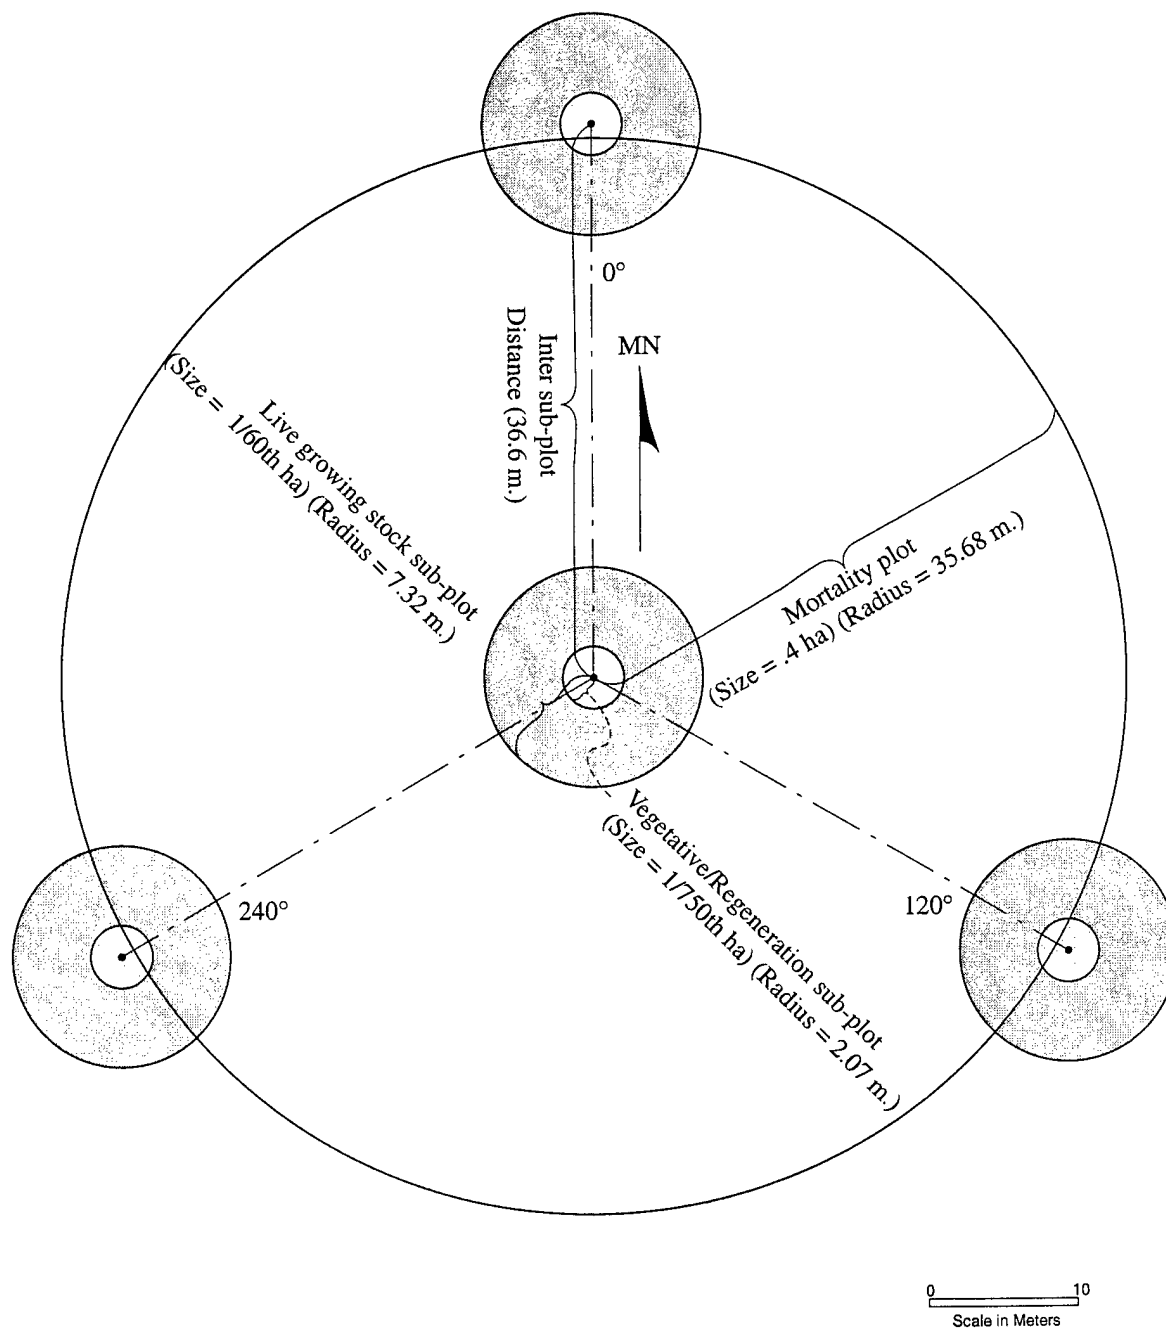 0°
MN
Inter sub-plot
Distance (36.6 m.)
Live growing stock sub-plot
(Size = 1/60th ha) (Radius = 7.32 m.)
Mortality plot
(Size = .4 ha) (Radius = 35.68 m.)
Vegetative/Regeneration sub-plot
(Size = 1/750th ha) (Radius = 2.07 m.)
240°
120°
0 10
Scale in Meters